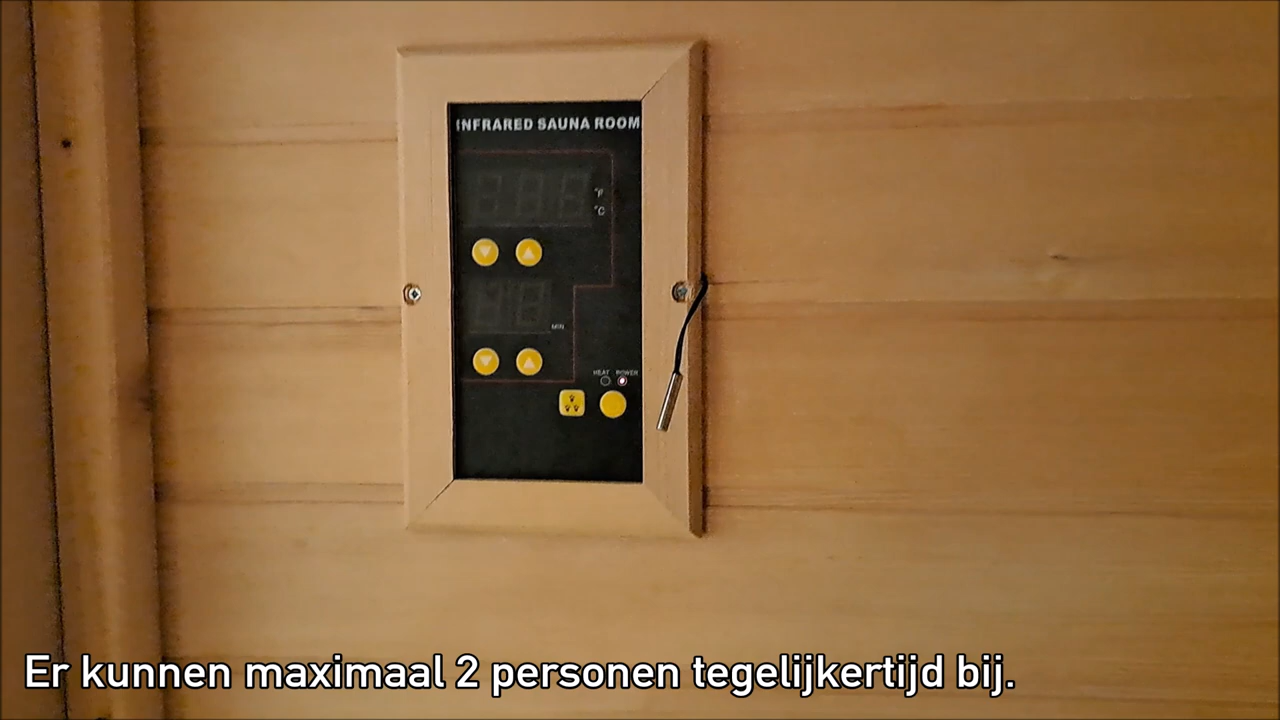 INFRARED SAUNA ROOM
°F
°C
MIN
HEAT POWER
Er kunnen maximaal 2 personen tegelijkertijd bij.